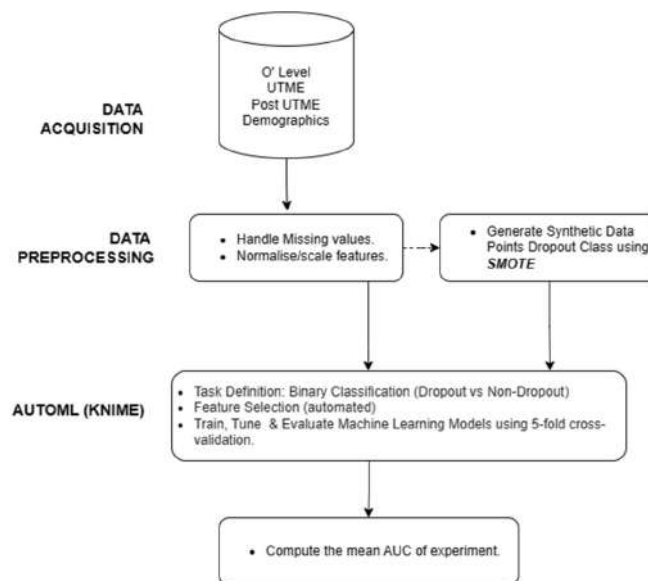 O' Level
UTME
Post UTME
Demographics
DATA
ACQUISITION
DATA
PREPROCESSING
• Handle Missing values.
• Normalise/scale features.
• Generate Synthetic Data
Points Dropout Class using
SMOTE
AUTOML (KNIME)
• Task Definition: Binary Classification (Dropout vs Non-Dropout)
• Feature Selection (automated)
• Train, Tune & Evaluate Machine Learning Models using 5-fold cross-
validation.
• Compute the mean AUC of experiment.